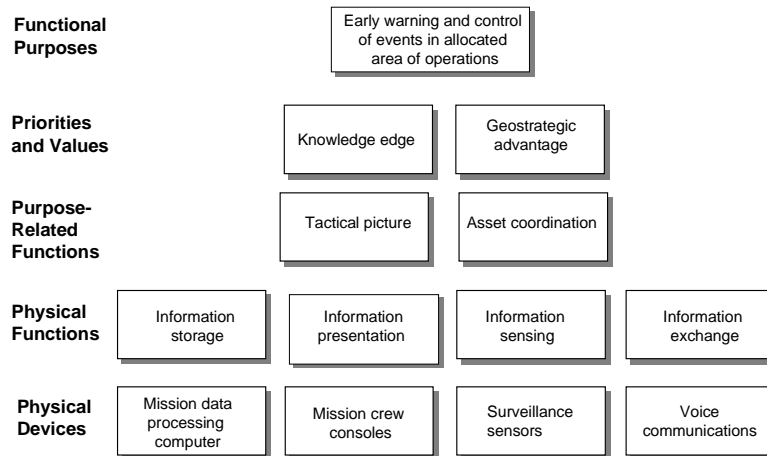 Functional
Purposes
Early warning and control
of events in allocated
area of operations
Priorities
and Values
Knowledge edge
Geostrategic
advantage
Purpose-
Related
Functions
Tactical picture
Asset coordination
Physical
Functions
Information
storage
Information
presentation
Information
sensing
Information
exchange
Physical
Devices
Mission data
processing
computer
Mission crew
consoles
Surveillance
sensors
Voice
communications